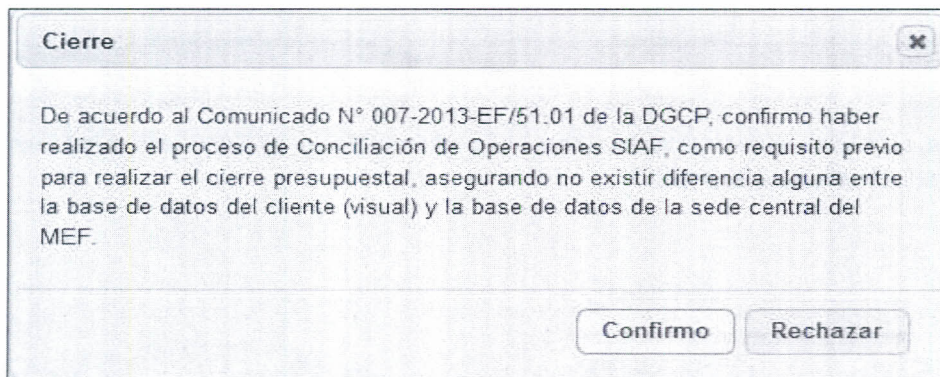 Cierre
De acuerdo al Comunicado N° 007-2013-EF/51.01 de la DGCP, confirmo haber
realizado el proceso de Conciliación de Operaciones SIAF, como requisito previo
para realizar el cierre presupuestal, asegurando no existir diferencia alguna entre
la base de datos del cliente (visual) y la base de datos de la sede central del
MEF.
Confirmo Rechazar